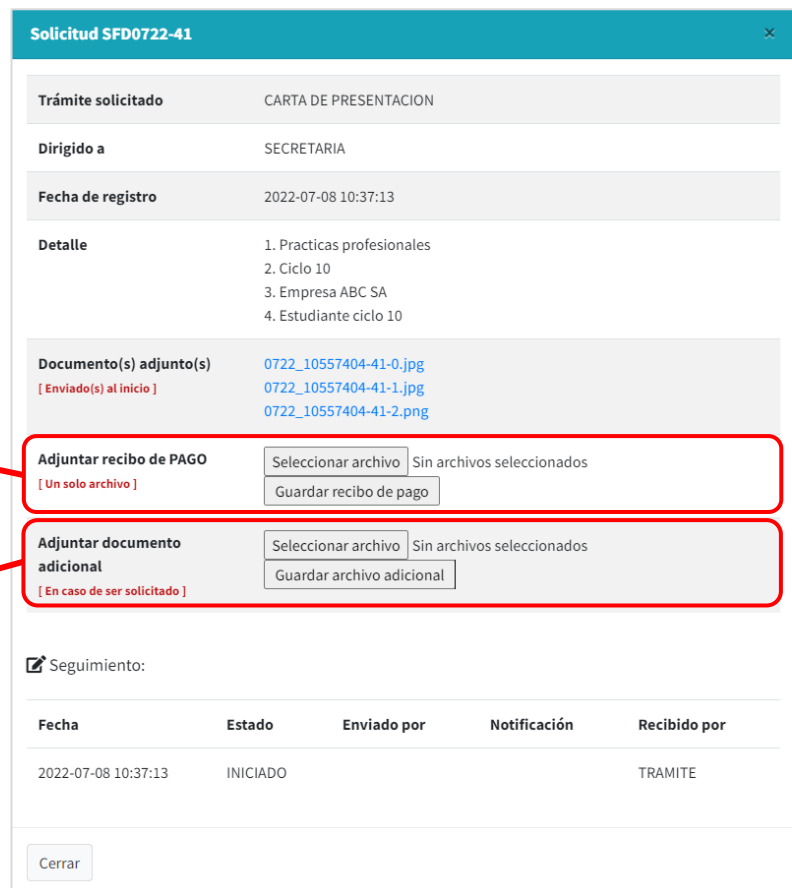 Solicitud SFD0722-41 ×
Trámite solicitado CARTA DE PRESENTACION
Dirigido a SECRETARIA
Fecha de registro 2022-07-08 10:37:13
Detalle 1. Practicas profesionales
2. Ciclo 10
3. Empresa ABC SA
4. Estudiante ciclo 10
Documento(s) adjunto(s) 0722_10557404-41-0.jpg
[ Enviado(s) al inicio ] 0722_10557404-41-1.jpg
0722_10557404-41-2.png
Adjuntar recibo de PAGO Seleccionar archivo Sin archivos seleccionados
[ Un solo archivo ] Guardar recibo de pago
Adjuntar documento Seleccionar archivo Sin archivos seleccionados
adicional Guardar archivo adicional
[ En caso de ser solicitado ]
Seguimiento:
Fecha Estado Enviado por Notificación Recibido por
2022-07-08 10:37:13 INICIADO TRAMITE
Cerrar